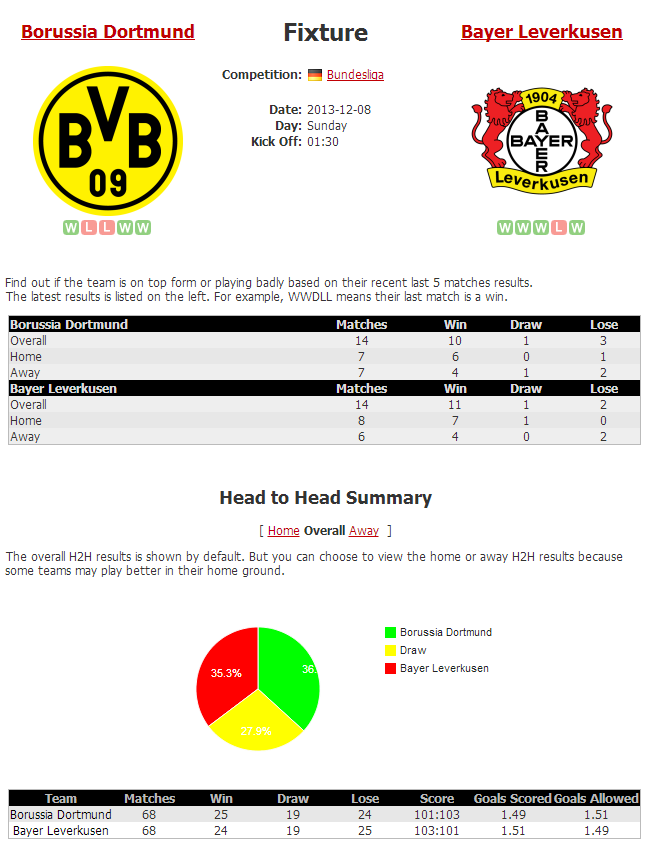 Borussia Dortmund
Fixture
Bayer Leverkusen
Competition: Bundesliga
Date: 2013-12-08
Day: Sunday
Kick Off: 01:30
BVB
09
1904
BAYER
BAYER
Leverkusen
W L L W W
W W W L W
Find out if the team is on top form or playing badly based on their recent last 5 matches results.
The latest results is listed on the left. For example, WWDLL means their last match is a win.
Borussia Dortmund Matches Win Draw Lose
Overall 14 10 1 3
Home 7 6 0 1
Away 7 4 1 2
Bayer Leverkusen Matches Win Draw Lose
Overall 14 11 1 2
Home 8 7 1 0
Away 6 4 0 2
Head to Head Summary
[ Home Overall Away ]
The overall H2H results is shown by default. But you can choose to view the home or away H2H results because
some teams may play better in their home ground.
Borussia Dortmund
Draw
Bayer Leverkusen
35.3%
36.
27.9%
Team Matches Win Draw Lose Score Goals Scored Goals Allowed
Borussia Dortmund 68 25 19 24 101:103 1.49 1.51
Bayer Leverkusen 68 24 19 25 103:101 1.51 1.49